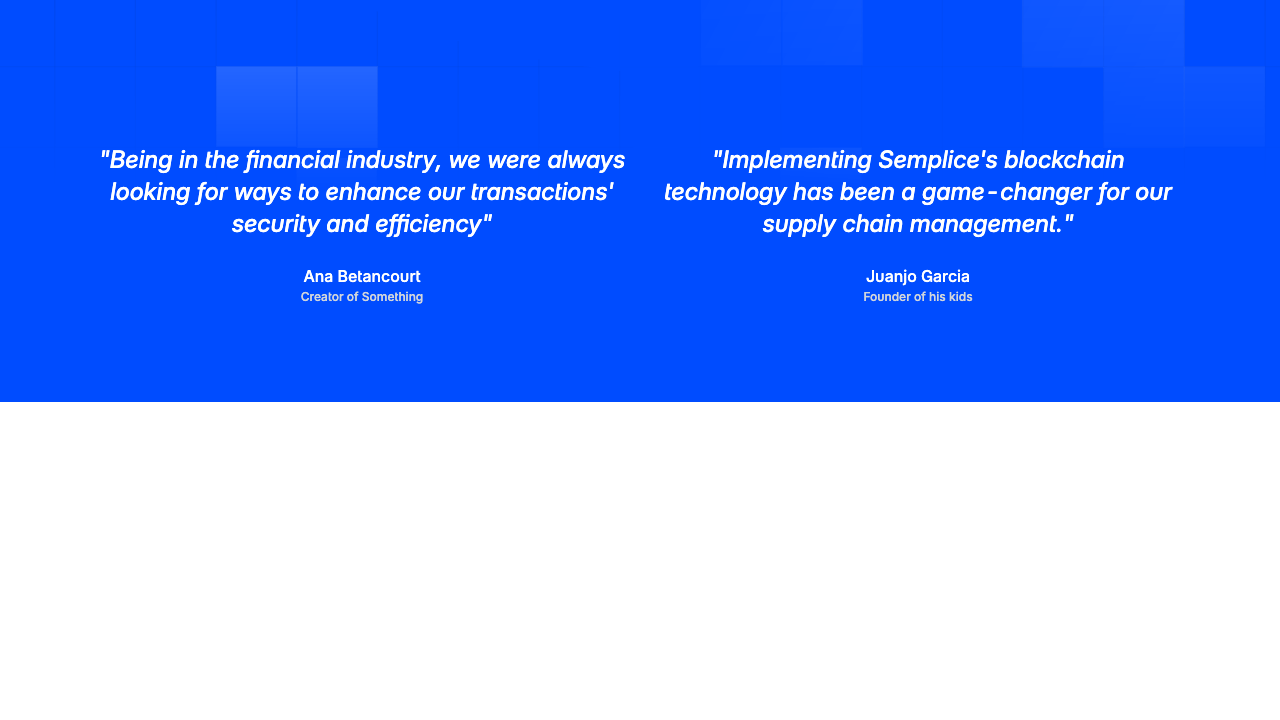 "Being in the financial industry, we were always
looking for ways to enhance our transactions'
security and efficiency"
Ana Betancourt
Creator of Something
"Implementing Semplice's blockchain
technology has been a game-changer for our
supply chain management."
Juanjo Garcia
Founder of his kids